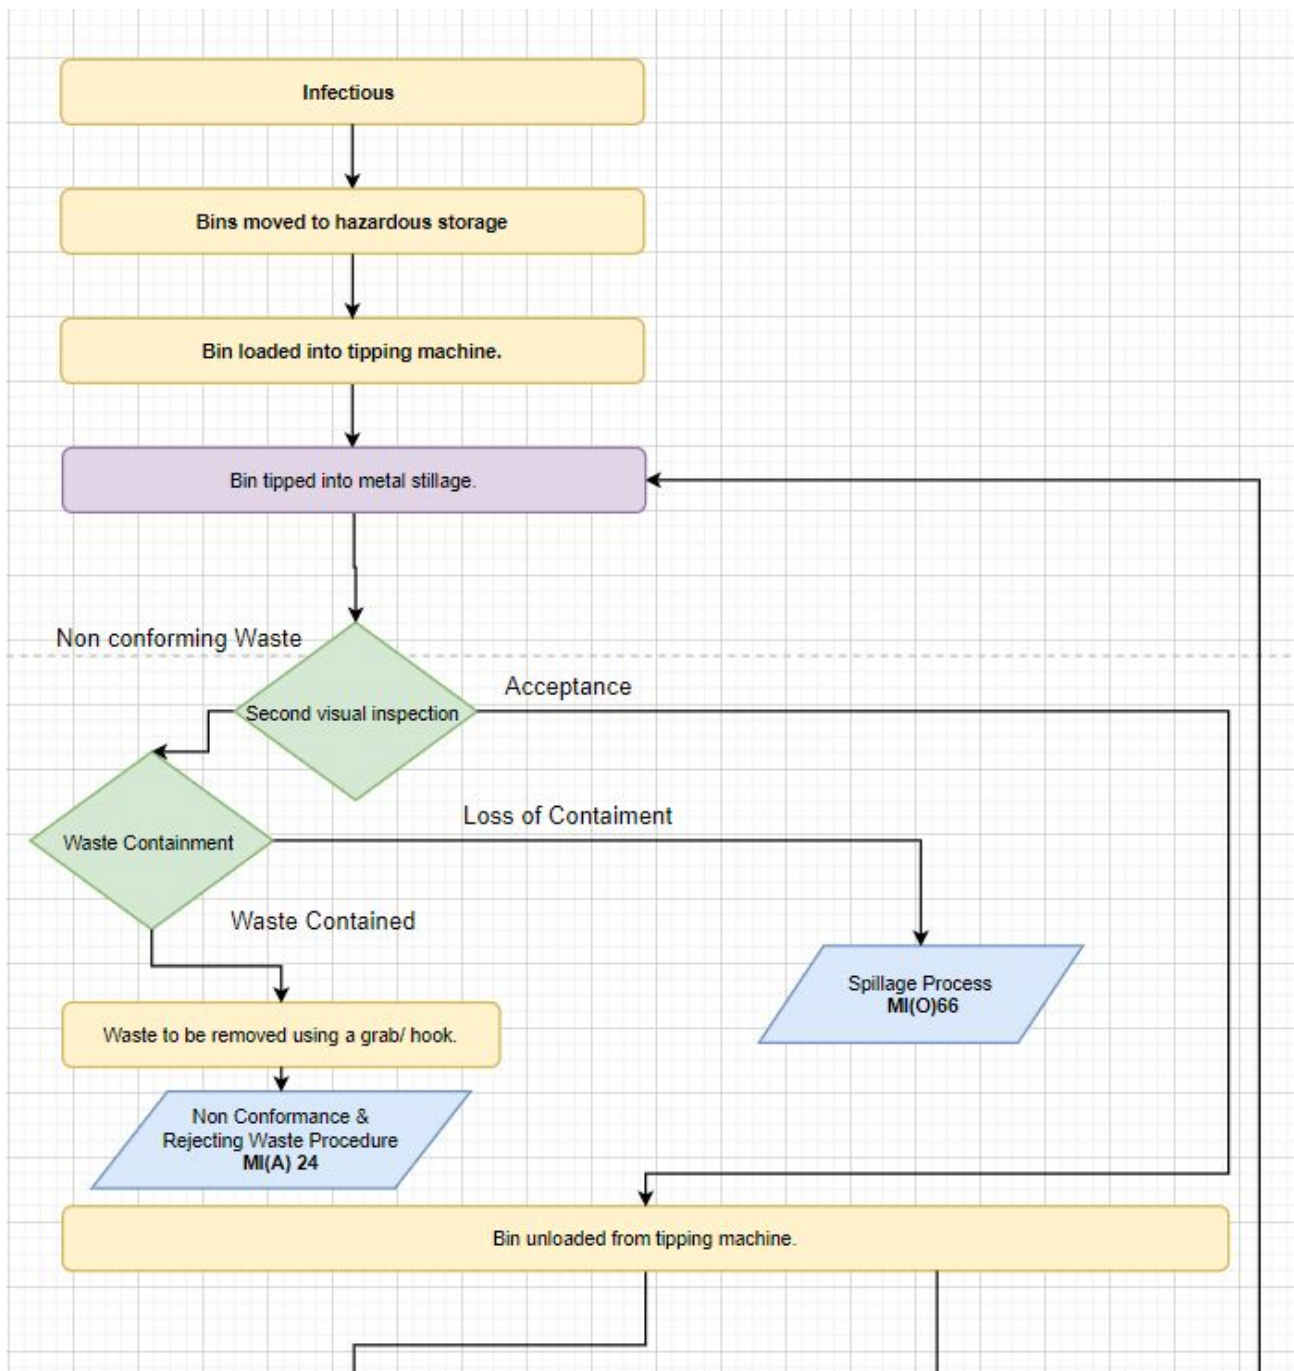 Infectious
Bins moved to hazardous storage
Bin loaded into tipping machine.
Bin tipped into metal stillage.
Non conforming Waste
Acceptance
Second visual inspection
Loss of Contaiment
Waste Containment
Waste Contained
Spillage Process
MI(O)66
Waste to be removed using a grab/ hook.
Non Conformance &
Rejecting Waste Procedure
MI(A) 24
Bin unloaded from tipping machine.